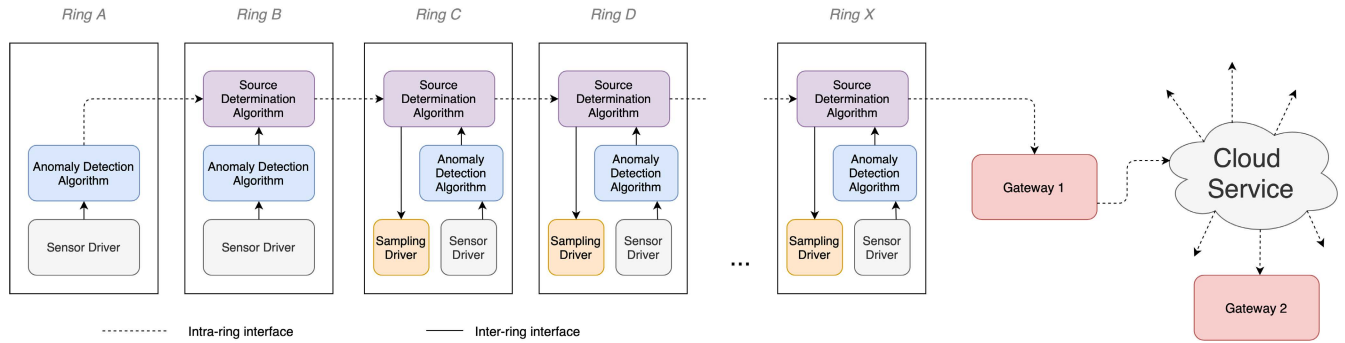 Ring A
Ring B
Ring C
Ring D
Ring X
Anomaly Detection
Algorithm
Sensor Driver
Source
Determination
Algorithm
Anomaly Detection
Algorithm
Sensor Driver
Source
Determination
Algorithm
Anomaly
Detection
Algorithm
Sampling
Driver
Sensor
Driver
Source
Determination
Algorithm
Anomaly
Detection
Algorithm
Sampling
Driver
Sensor
Driver
...
Source
Determination
Algorithm
Anomaly
Detection
Algorithm
Sampling
Driver
Sensor
Driver
Gateway 1
Cloud
Service
Gateway 2
Intra-ring interface
Inter-ring interface